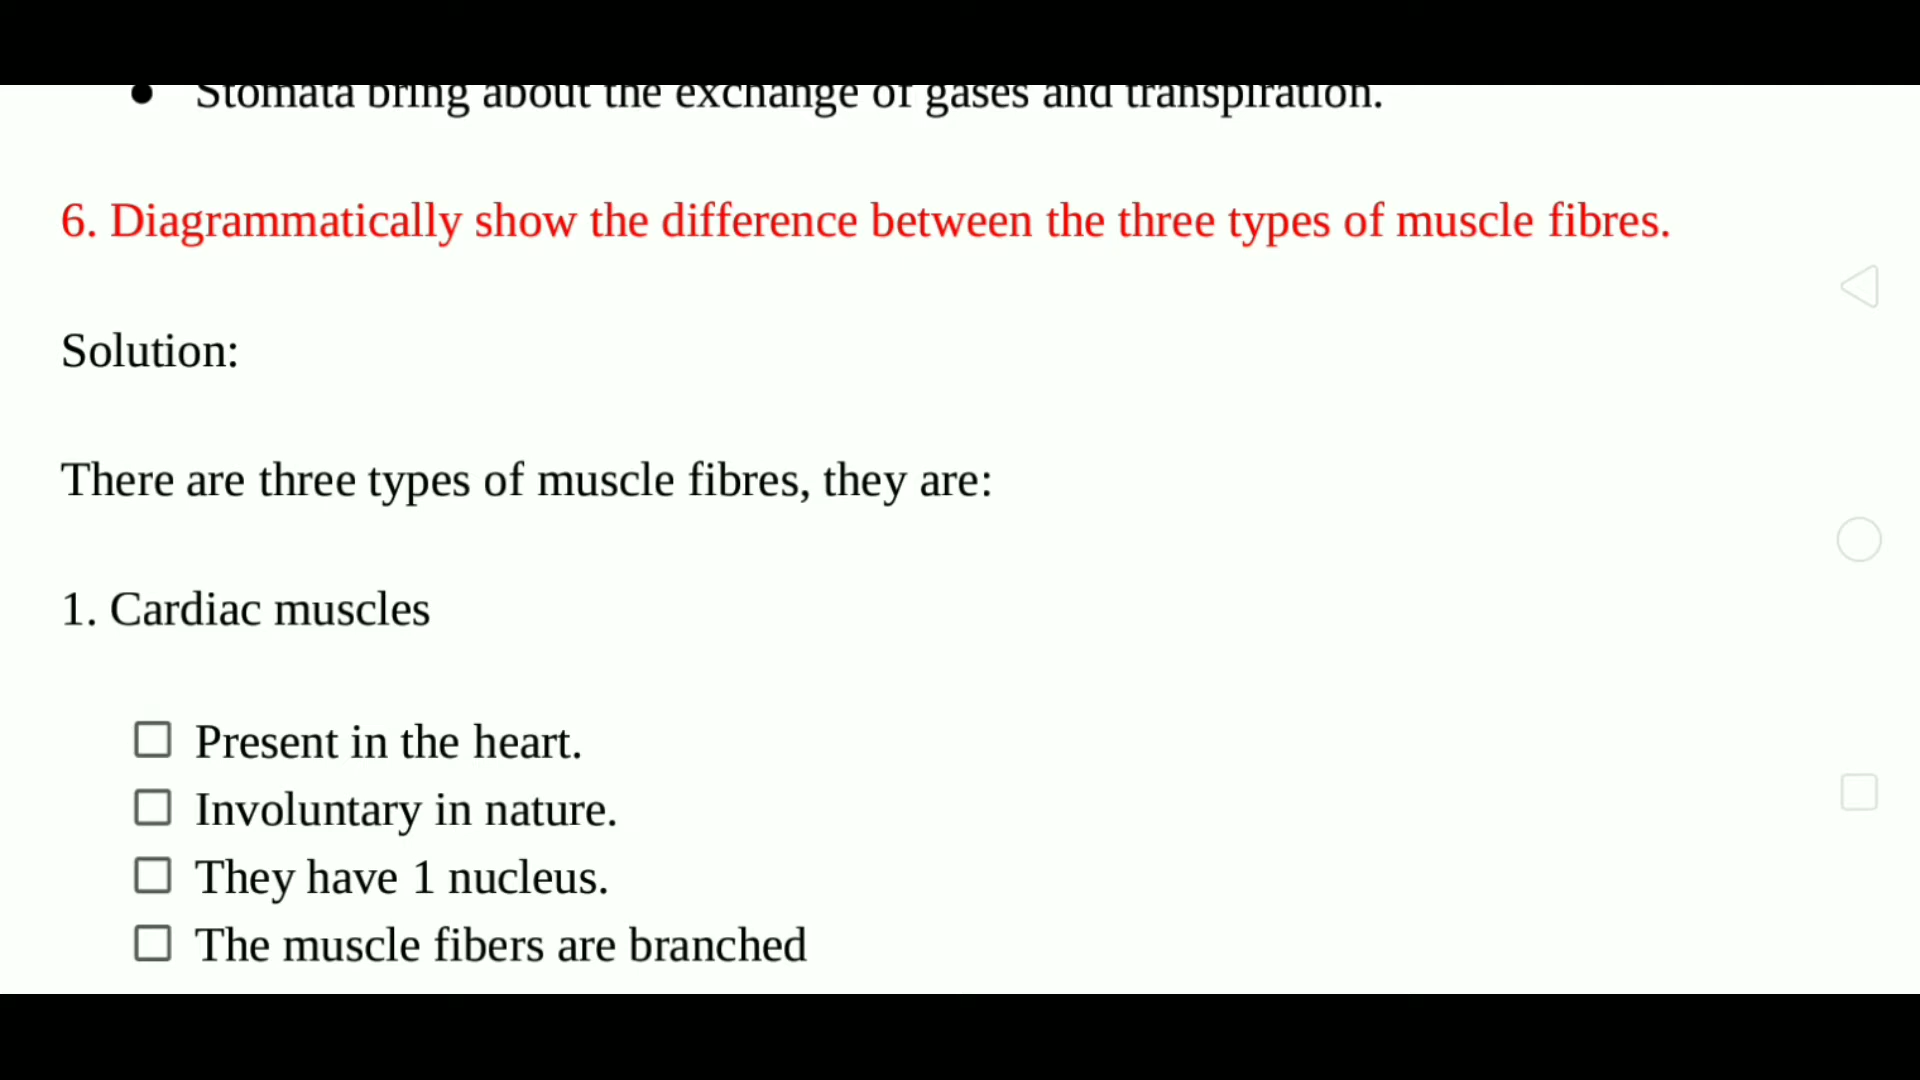 Stomata bring about the exchange of gases and transpiration.
6. Diagrammatically show the difference between the three types of muscle fibres.
Solution:
There are three types of muscle fibres, they are:
1. Cardiac muscles
Present in the heart.
Involuntary in nature.
They have 1 nucleus.
The muscle fibers are branched